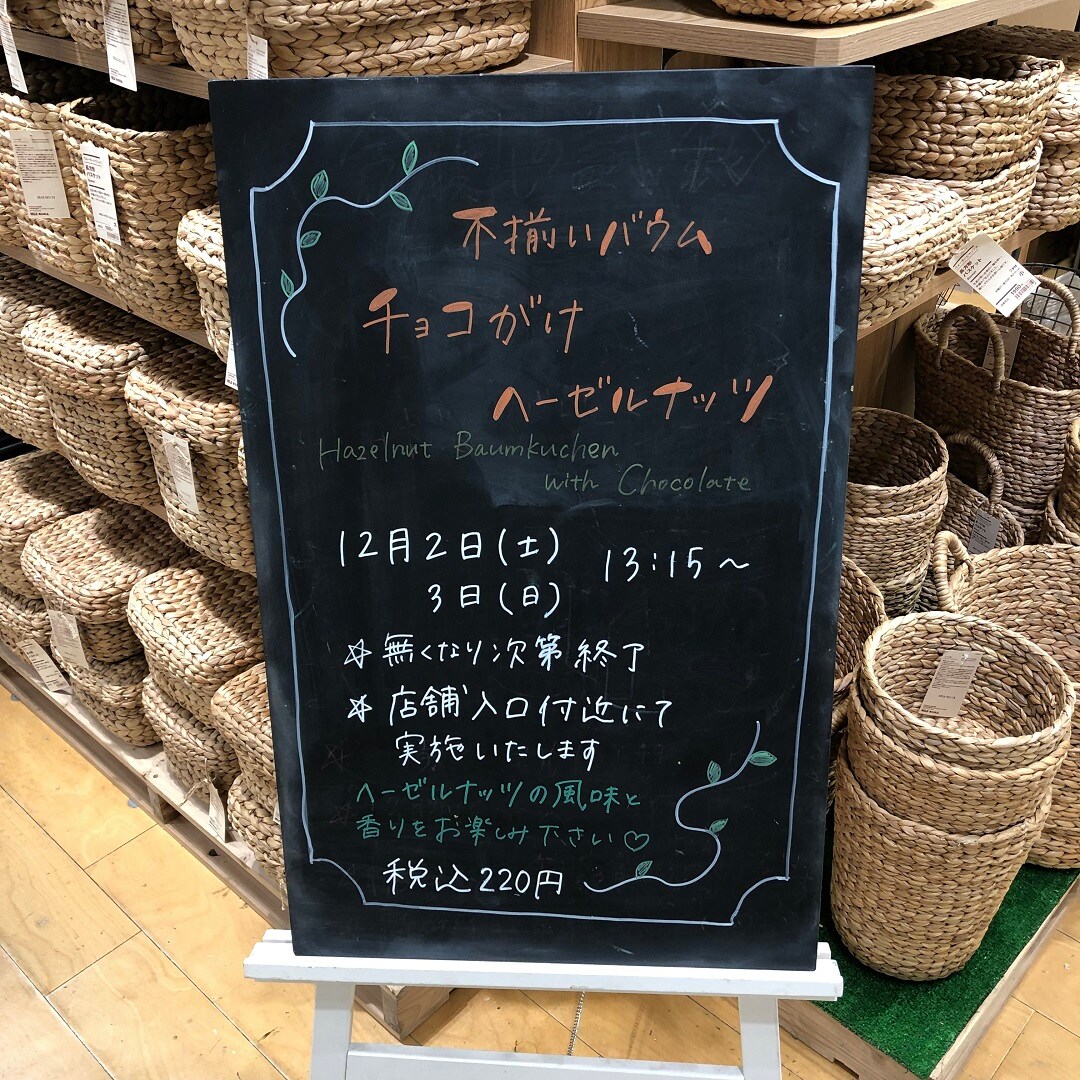 不揃いバウム
チョコがけ
ヘーゼルナッツ
Hazelnut Baumkuchen
with Chocolate
12月2日(土) 13:15～
3日(日)
☆無くなり次第終了
☆店舗入口付近にて
実施いたします
ヘーゼルナッツの風味と
香りをお楽しみ下さい♡
税込220円